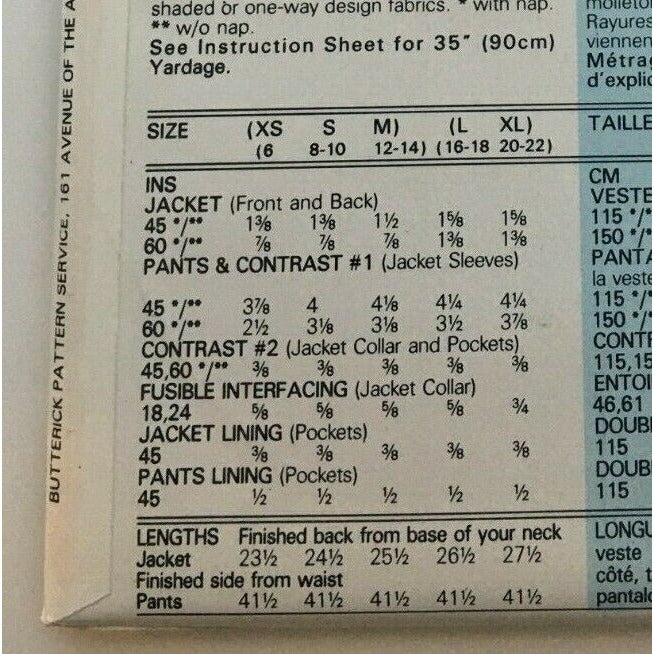 shaded or one-way design fabrics. * with nap.
** w/o nap.
See Instruction Sheet for 35" (90cm)
Yardage.
SIZE (XS S M) (L XL)
(6 8-10 12-14) (16-18 20-22)
INS
JACKET (Front and Back)
45 */** 1⅜ 1⅜ 1½ 1⅝ 1⅝
60 */** ⅞ ⅞ ⅞ 1⅜ 1⅜
PANTS & CONTRAST #1 (Jacket Sleeves)
45 */** 3⅞ 4 4⅛ 4¼ 4¼
60 */** 2½ 3⅛ 3⅛ 3½ 3⅞
CONTRAST #2 (Jacket Collar and Pockets)
45,60 */** ⅜ ⅜ ⅜ ⅜ ⅜
FUSIBLE INTERFACING (Jacket Collar)
18,24 ⅝ ⅝ ⅝ ⅝ ¾
JACKET LINING (Pockets)
45 ⅜ ⅜ ⅜ ⅜ ⅜
PANTS LINING (Pockets)
45 ½ ½ ½ ½ ½
LENGTHS Finished back from base of your neck
Jacket 23½ 24½ 25½ 26½ 27½
Finished side from waist
Pants 41½ 41½ 41½ 41½ 41½
BUTTERICK PATTERN SERVICE, 161 AVENUE OF THE A
Rayures
viennen
Métrag
d'explic
TAILLE
CM
VESTE
115 */*
150 */*
PANTA
la veste
115 */*
150 */*
CONTR
115,15
ENTOI
46,61
DOUBL
115
DOUBL
115
LONGU
veste
côté, t
pantalo